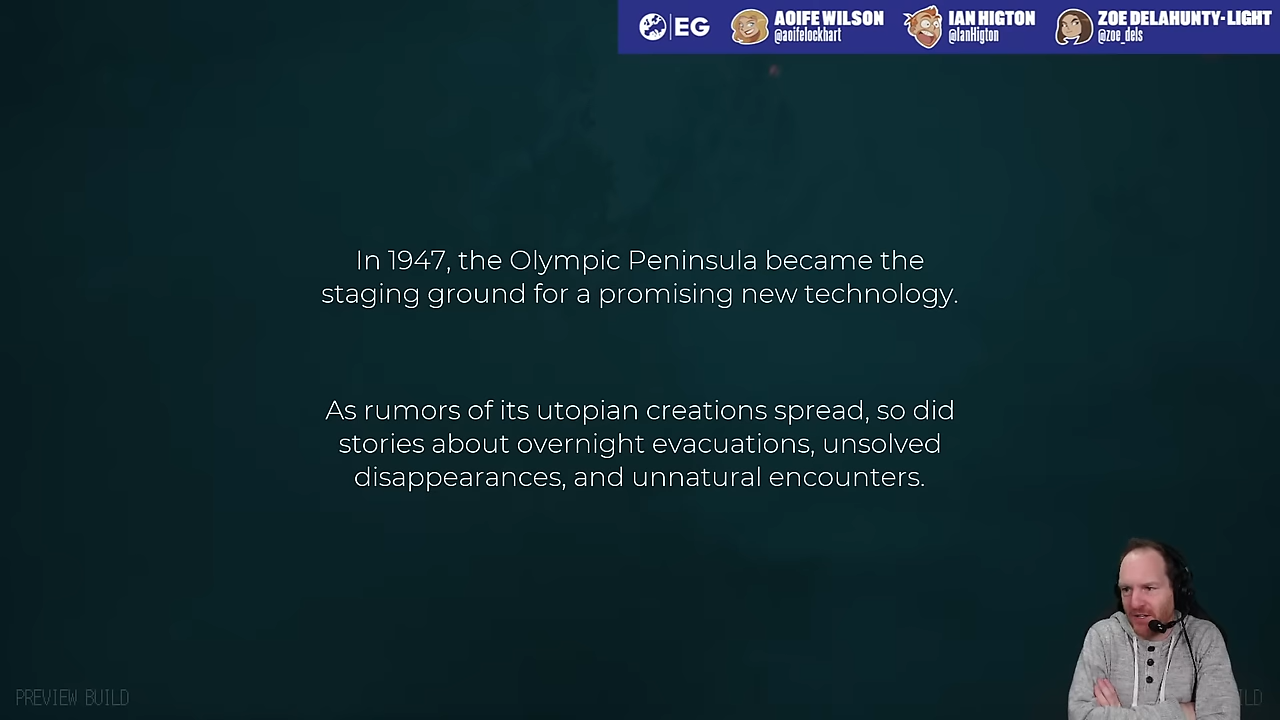 EG
AOIFE WILSON
@aoifelockhart
IAN HIGTON
@IanHigton
ZOE DELAHUNTY-LIGHT
@zoe_dels
In 1947, the Olympic Peninsula became the
staging ground for a promising new technology.
As rumors of its utopian creations spread, so did
stories about overnight evacuations, unsolved
disappearances, and unnatural encounters.
PREVIEW BUILD
ILD